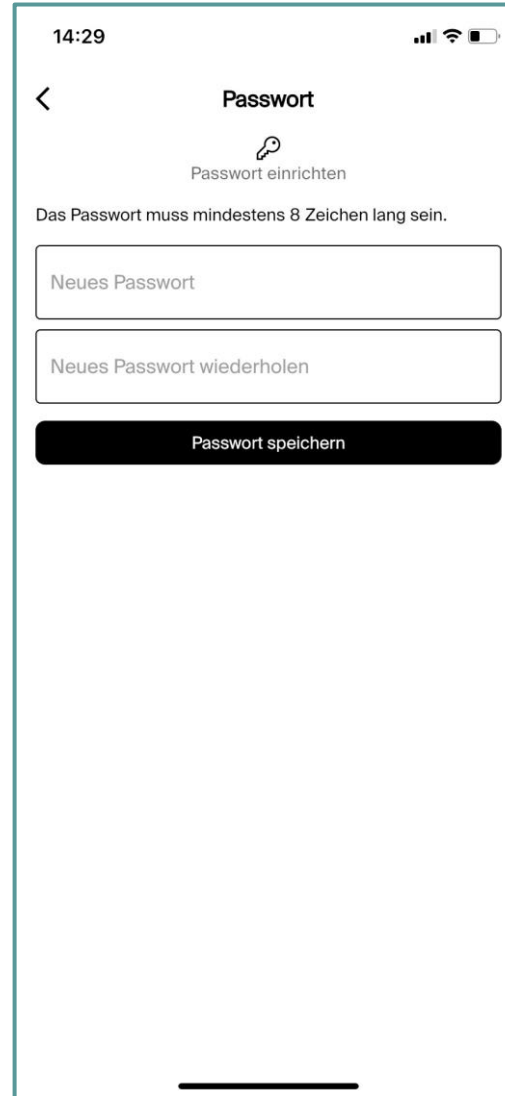 14:29
Passwort
Passwort einrichten
Das Passwort muss mindestens 8 Zeichen lang sein.
Neues Passwort
Neues Passwort wiederholen
Passwort speichern